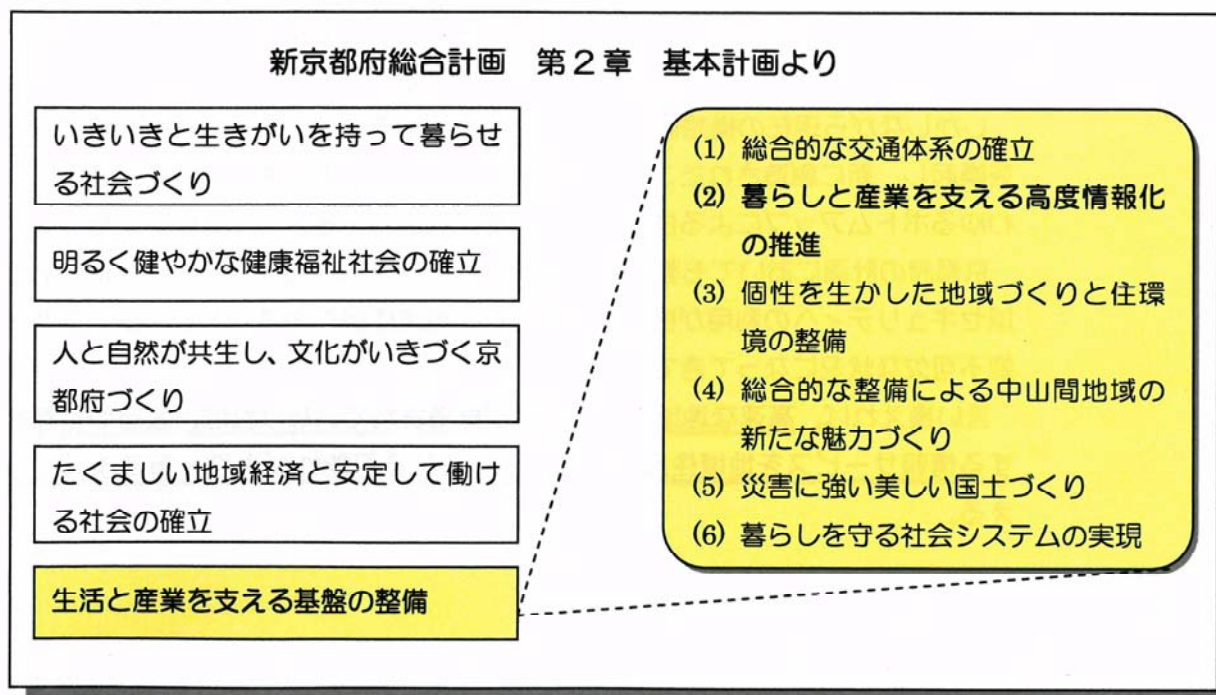 新京都府総合計画　第２章　基本計画より
いきいきと生きがいを持って暮らせ
る社会づくり
明るく健やかな健康福祉社会の確立
人と自然が共生し、文化がいきづく京
都府づくり
たくましい地域経済と安定して働け
る社会の確立
生活と産業を支える基盤の整備
(1) 総合的な交通体系の確立
(2) 暮らしと産業を支える高度情報化
の推進
(3) 個性を生かした地域づくりと住環
境の整備
(4) 総合的な整備による中山間地域の
新たな魅力づくり
(5) 災害に強い美しい国土づくり
(6) 暮らしを守る社会システムの実現